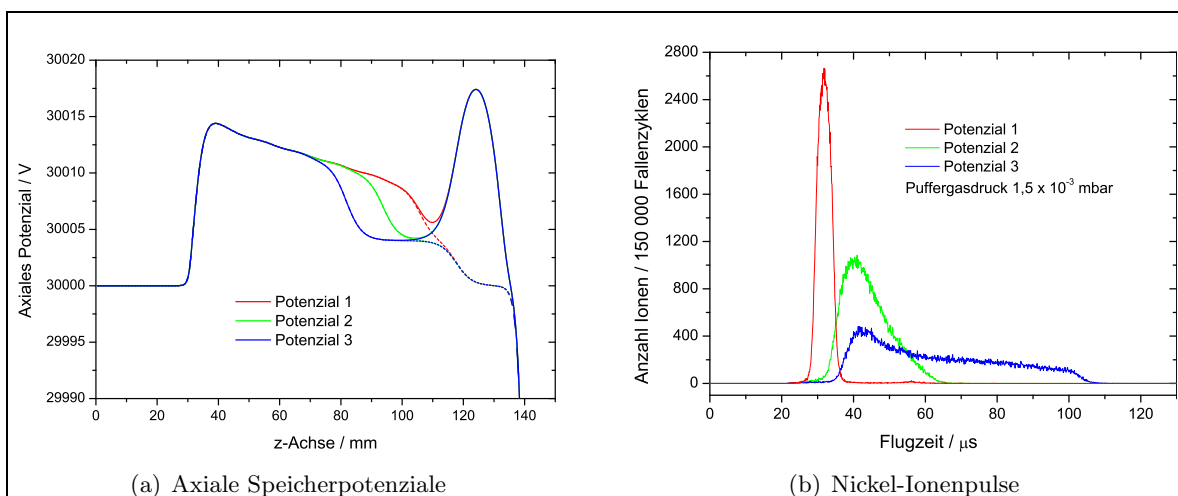 30020
30015
30010
30005
30000
29995
29990
Axiales Potenzial / V
Potenzial 1
Potenzial 2
Potenzial 3
0 20 40 60 80 100 120 140
z-Achse / mm
(a) Axiale Speicherpotenziale
2800
2400
2000
1600
1200
800
400
0
Anzahl Ionen / 150 000 Fallenzyklen
Potenzial 1
Potenzial 2
Potenzial 3
Puffergasdruck 1,5 x 10⁻³ mbar
0 20 40 60 80 100 120
Flugzeit / μs
(b) Nickel-Ionenpulse